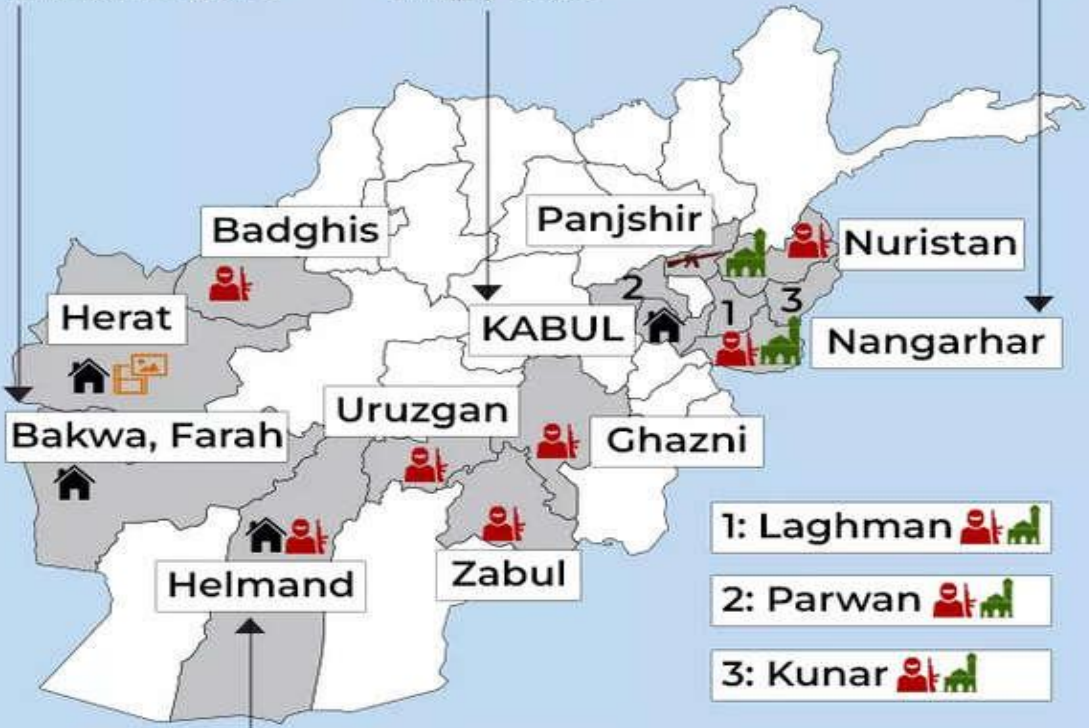 Badghis
Panjshir
Nuristan
Herat
2
1
3
KABUL
Nangarhar
Bakwa, Farah
Uruzgan
Ghazni
Helmand
Zabul
1: Laghman
2: Parwan
3: Kunar